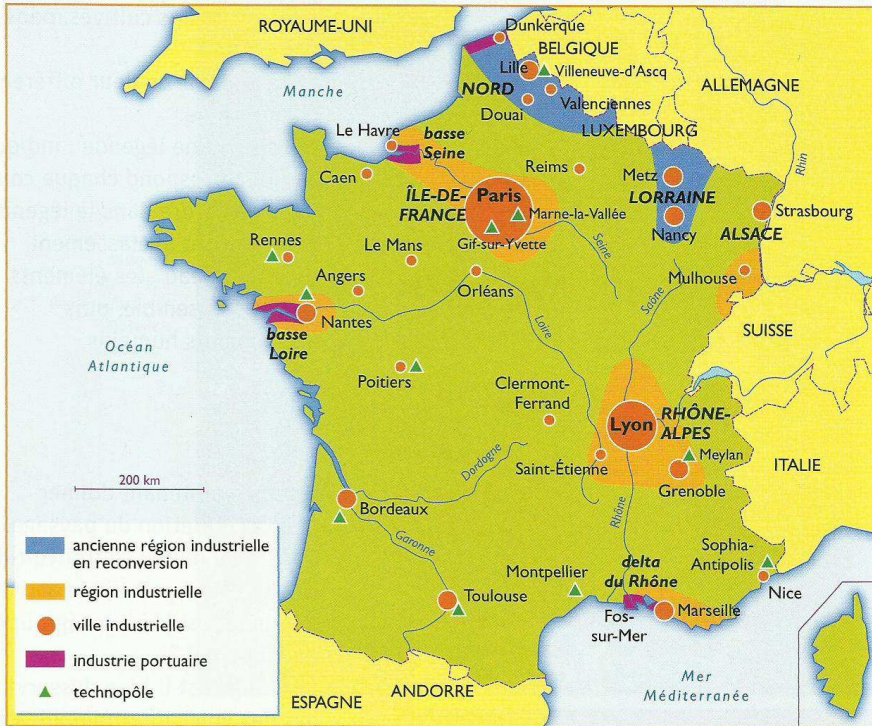 ROYAUME-UNI
Dunkerque
BELGIQUE
Lille
Villeneuve-d'Ascq
ALLEMAGNE
Manche
NORD
Douai
Valenciennes
LUXEMBOURG
Rhin
Le Havre
basse
Seine
Caen
Reims
Metz
LORRAINE
Nancy
Strasbourg
ALSACE
ÎLE-DE-
FRANCE
Paris
Marne-la-Vallée
Gif-sur-Yvette
Seine
Rennes
Le Mans
Angers
Orléans
Mulhouse
Saône
Loire
Nantes
basse
Loire
SUISSE
Océan
Atlantique
Poitiers
Clermont-
Ferrand
Lyon
RHÔNE-
ALPES
Meylan
Saint-Étienne
Grenoble
ITALIE
Dordogne
Rhône
200 km
Bordeaux
Garonne
Sophia-
Antipolis
Nice
Montpellier
delta
du Rhône
Toulouse
Fos-
sur-Mer
Marseille
ancienne région industrielle
en reconversion
région industrielle
ville industrielle
industrie portuaire
technopôle
ESPAGNE
ANDORRE
Mer
Méditerranée